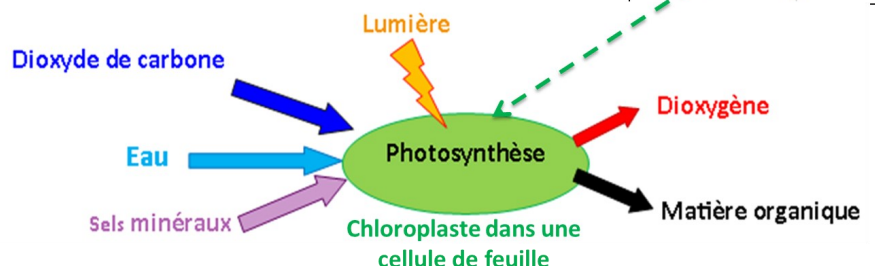 Lumière
Dioxyde de carbone
Dioxygène
Eau
Photosynthèse
Sels minéraux
Matière organique
Chloroplaste dans une
cellule de feuille